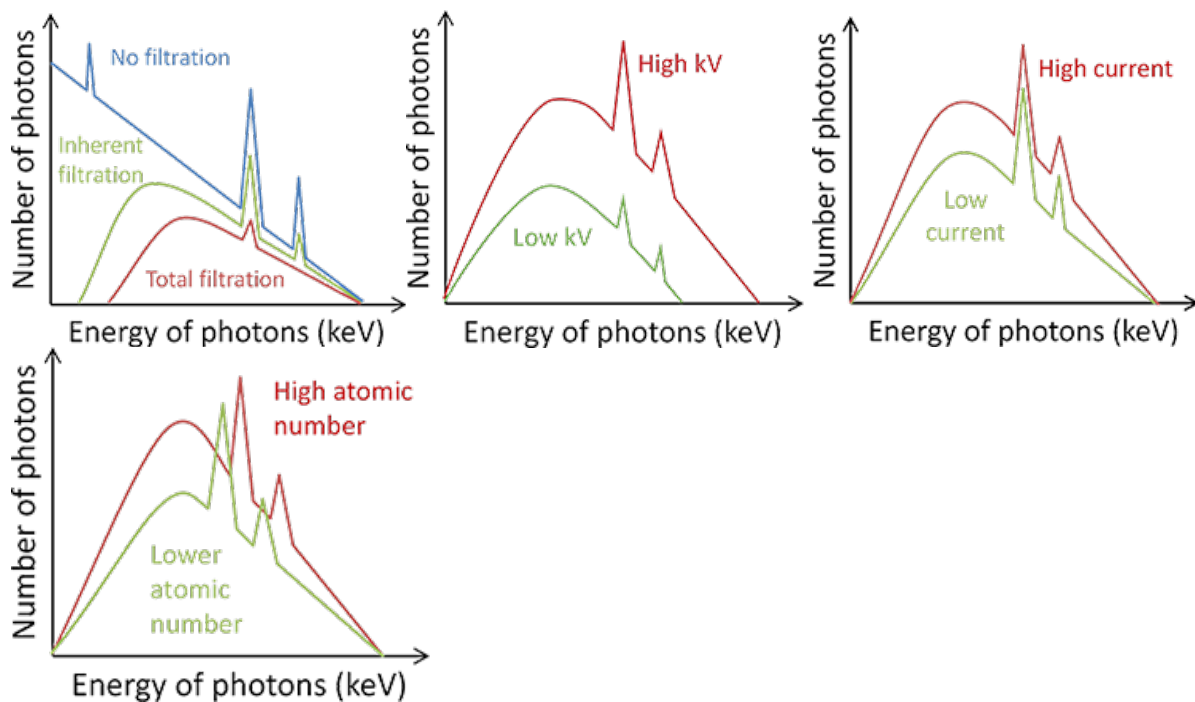 Number of photons
No filtration
Inherent
filtration
Total filtration
Energy of photons (keV)
Number of photons
High kV
Low kV
Energy of photons (keV)
Number of photons
High current
Low
current
Energy of photons (keV)
Number of photons
High atomic
number
Lower
atomic
number
Energy of photons (keV)